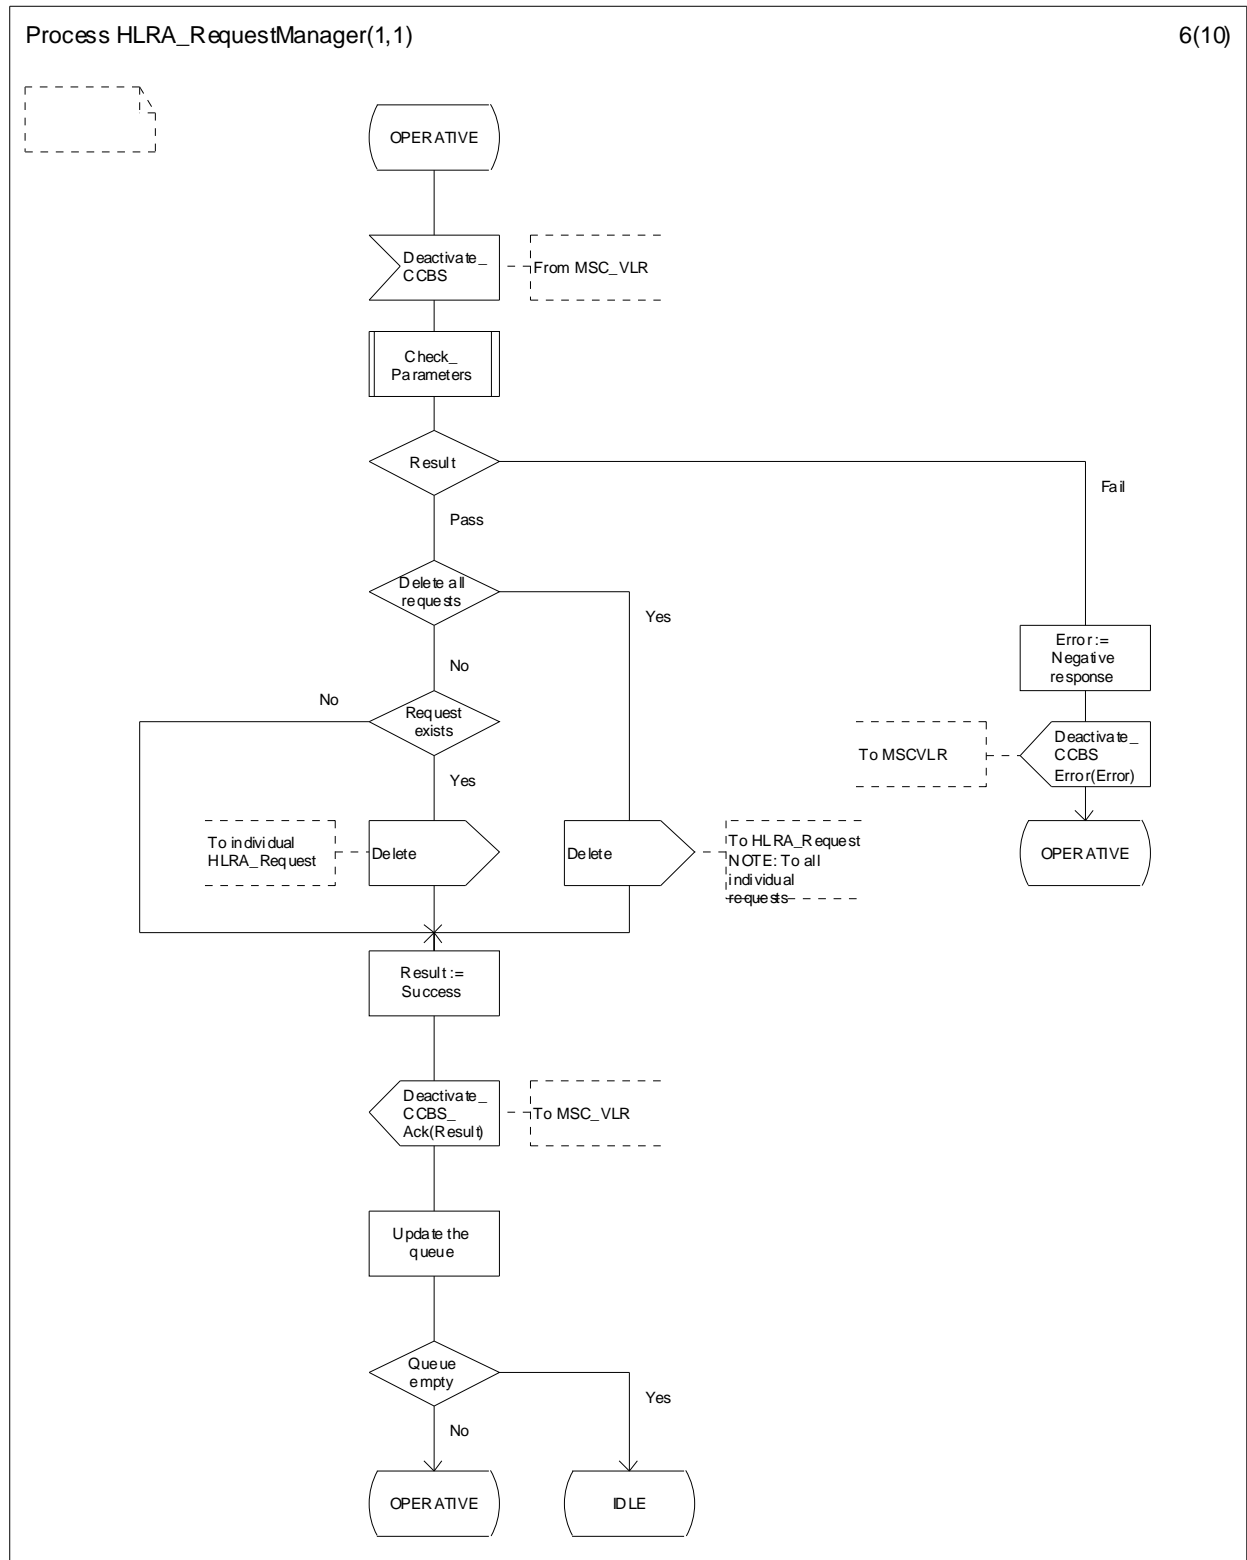 Process HLRA_RequestManager(1,1)
6(10)
OPERATIVE
Deactivate_
CCBS
From MSC_VLR
Check_
Parameters
Result
Fail
Pass
Delete all
requests
Yes
No
Error :=
Negative
response
No
Request
exists
Deactivate_
CCBS
Error(Error)
To MSCVLR
Yes
To individual
HLRA_Request
Delete
Delete
To HLRA_Request
NOTE: To all
individual
requests
OPERATIVE
Result :=
Success
Deactivate_
CCBS_
Ack(Result)
To MSC_VLR
Update the
queue
Queue
empty
Yes
No
OPERATIVE
IDLE